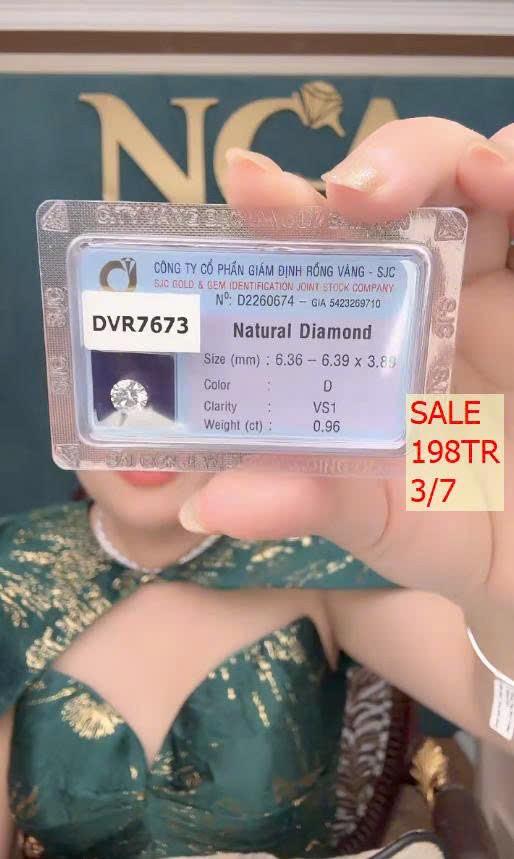 NGA
CÔNG TY CỔ PHẦN GIÁM ĐỊNH RỒNG VÀNG - SJC
SJC GOLD & GEM IDENTIFICATION JOINT STOCK COMPANY
Nº: D2260674 - GIA 5423269710
DVR7673
Natural Diamond
Size (mm) : 6.36 – 6.39 x 3.89
Color : D
Clarity : VS1
Weight (ct) : 0.96
SALE
198TR
3/7